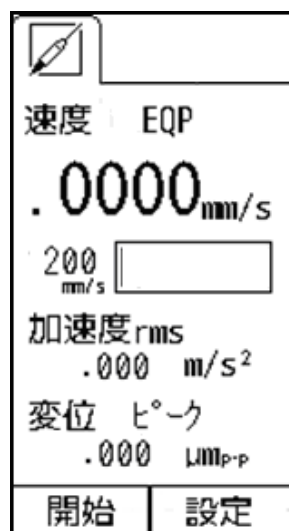 速度 EQP
.0000mm/s
200
mm/s
加速度rms
.000 m/s²
変位 ピーク
.000 μmP-P
開始 設定